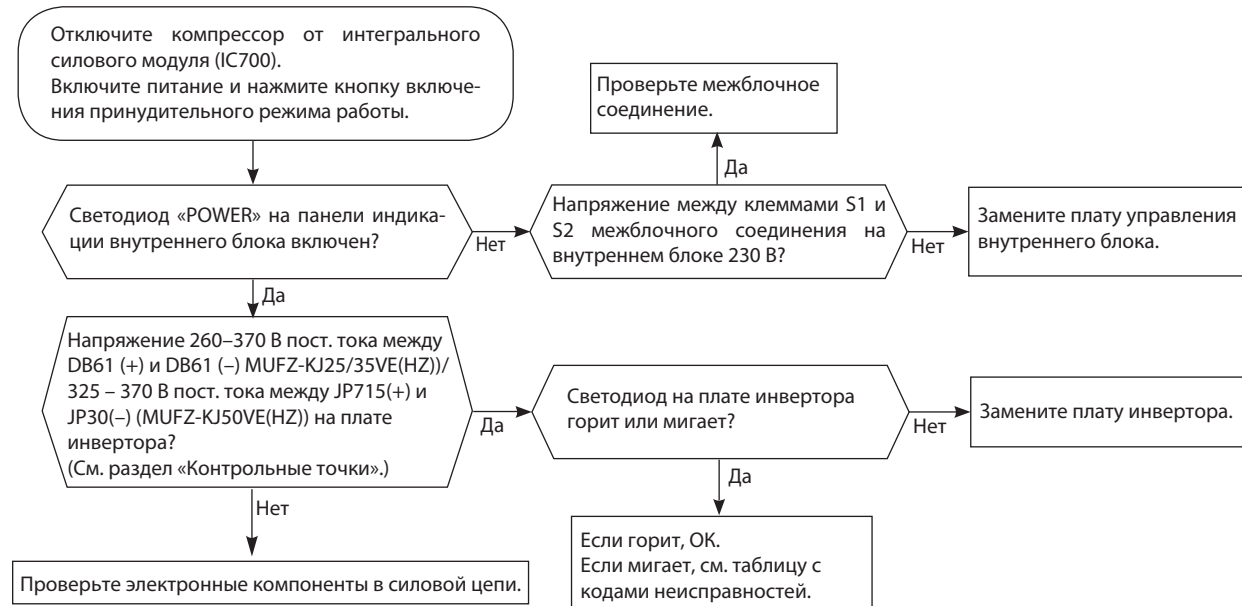 Отключите компрессор от интегрального
силового модуля (IC700).
Включите питание и нажмите кнопку включе-
ния принудительного режима работы.
Проверьте межблочное
соединение.
Да
Светодиод «POWER» на панели индика-
ции внутреннего блока включен?
Нет
Напряжение между клеммами S1 и
S2 межблочного соединения на
внутреннем блоке 230 В?
Нет
Замените плату управления
внутреннего блока.
Да
Напряжение 260–370 В пост. тока между
DB61 (+) и DB61 (–) MUFZ-KJ25/35VE(HZ))/
325 – 370 В пост. тока между JP715(+) и
JP30(–) (MUFZ-KJ50VE(HZ)) на плате
инвертора?
(См. раздел «Контрольные точки».)
Да
Светодиод на плате инвертора
горит или мигает?
Нет
Замените плату инвертора.
Нет
Да
Проверьте электронные компоненты в силовой цепи.
Если горит, OK.
Если мигает, см. таблицу с
кодами неисправностей.